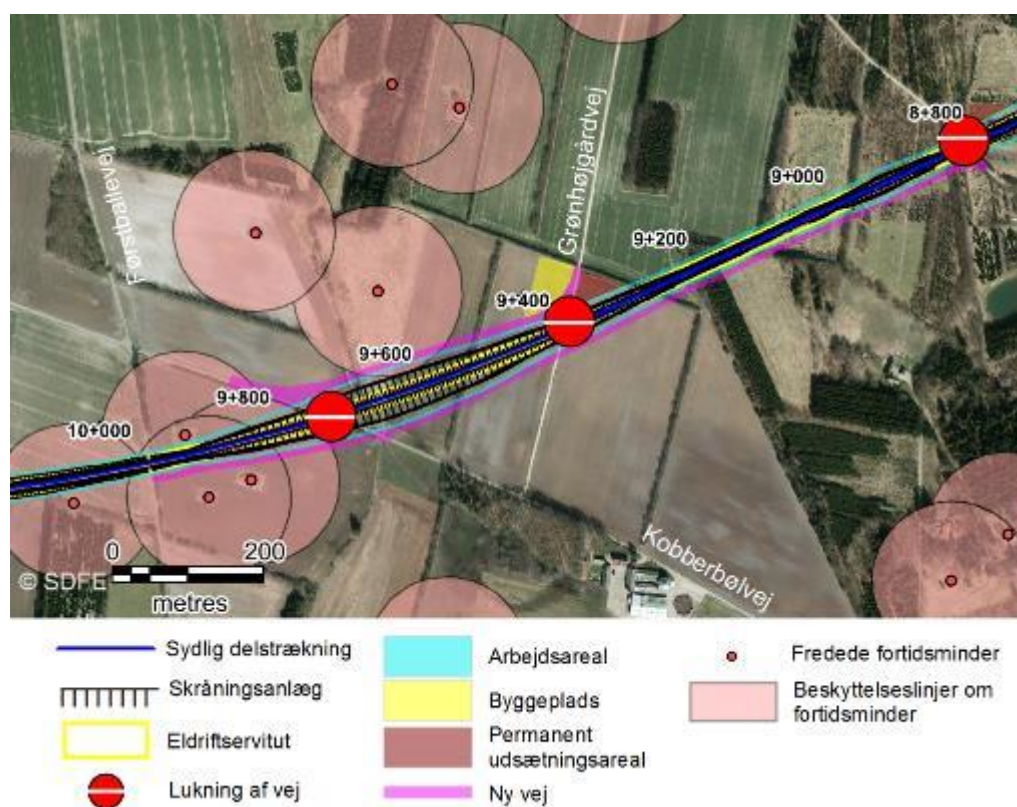 8+800
Grønhøjgårdvej
9+000
Førstballevej
9+200
9+400
9+600
9+800
10+000
Kobberbølvej
0 200
© SDFE
metres
Sydlig delstrækning
Skråningsanlæg
Eldriftservitut
Lukning af vej
Arbejdsareal
Byggeplads
Permanent
udsætningsareal
Ny vej
Fredede fortidsminder
Beskyttelseslinjer om
fortidsminder